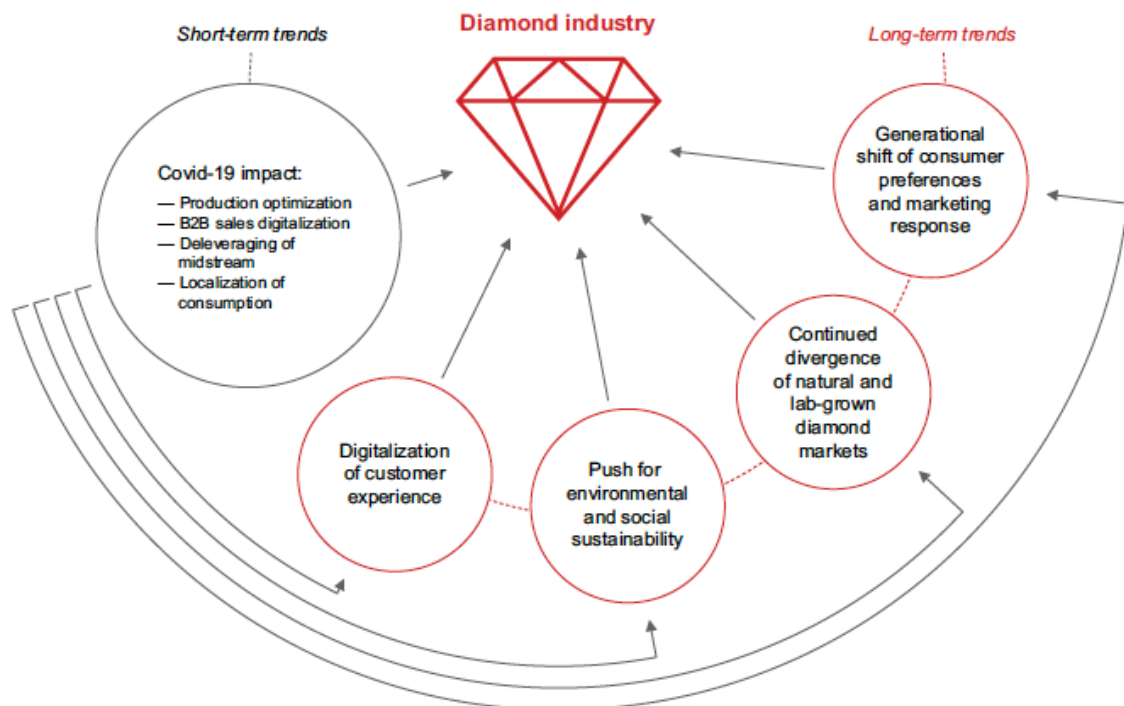 Diamond industry
Short-term trends
Long-term trends
Covid-19 impact:
— Production optimization
— B2B sales digitalization
— Deleveraging of
midstream
— Localization of
consumption
Digitalization
of customer
experience
Push for
environmental
and social
sustainability
Continued
divergence
of natural and
lab-grown
diamond
markets
Generational
shift of consumer
preferences
and marketing
response